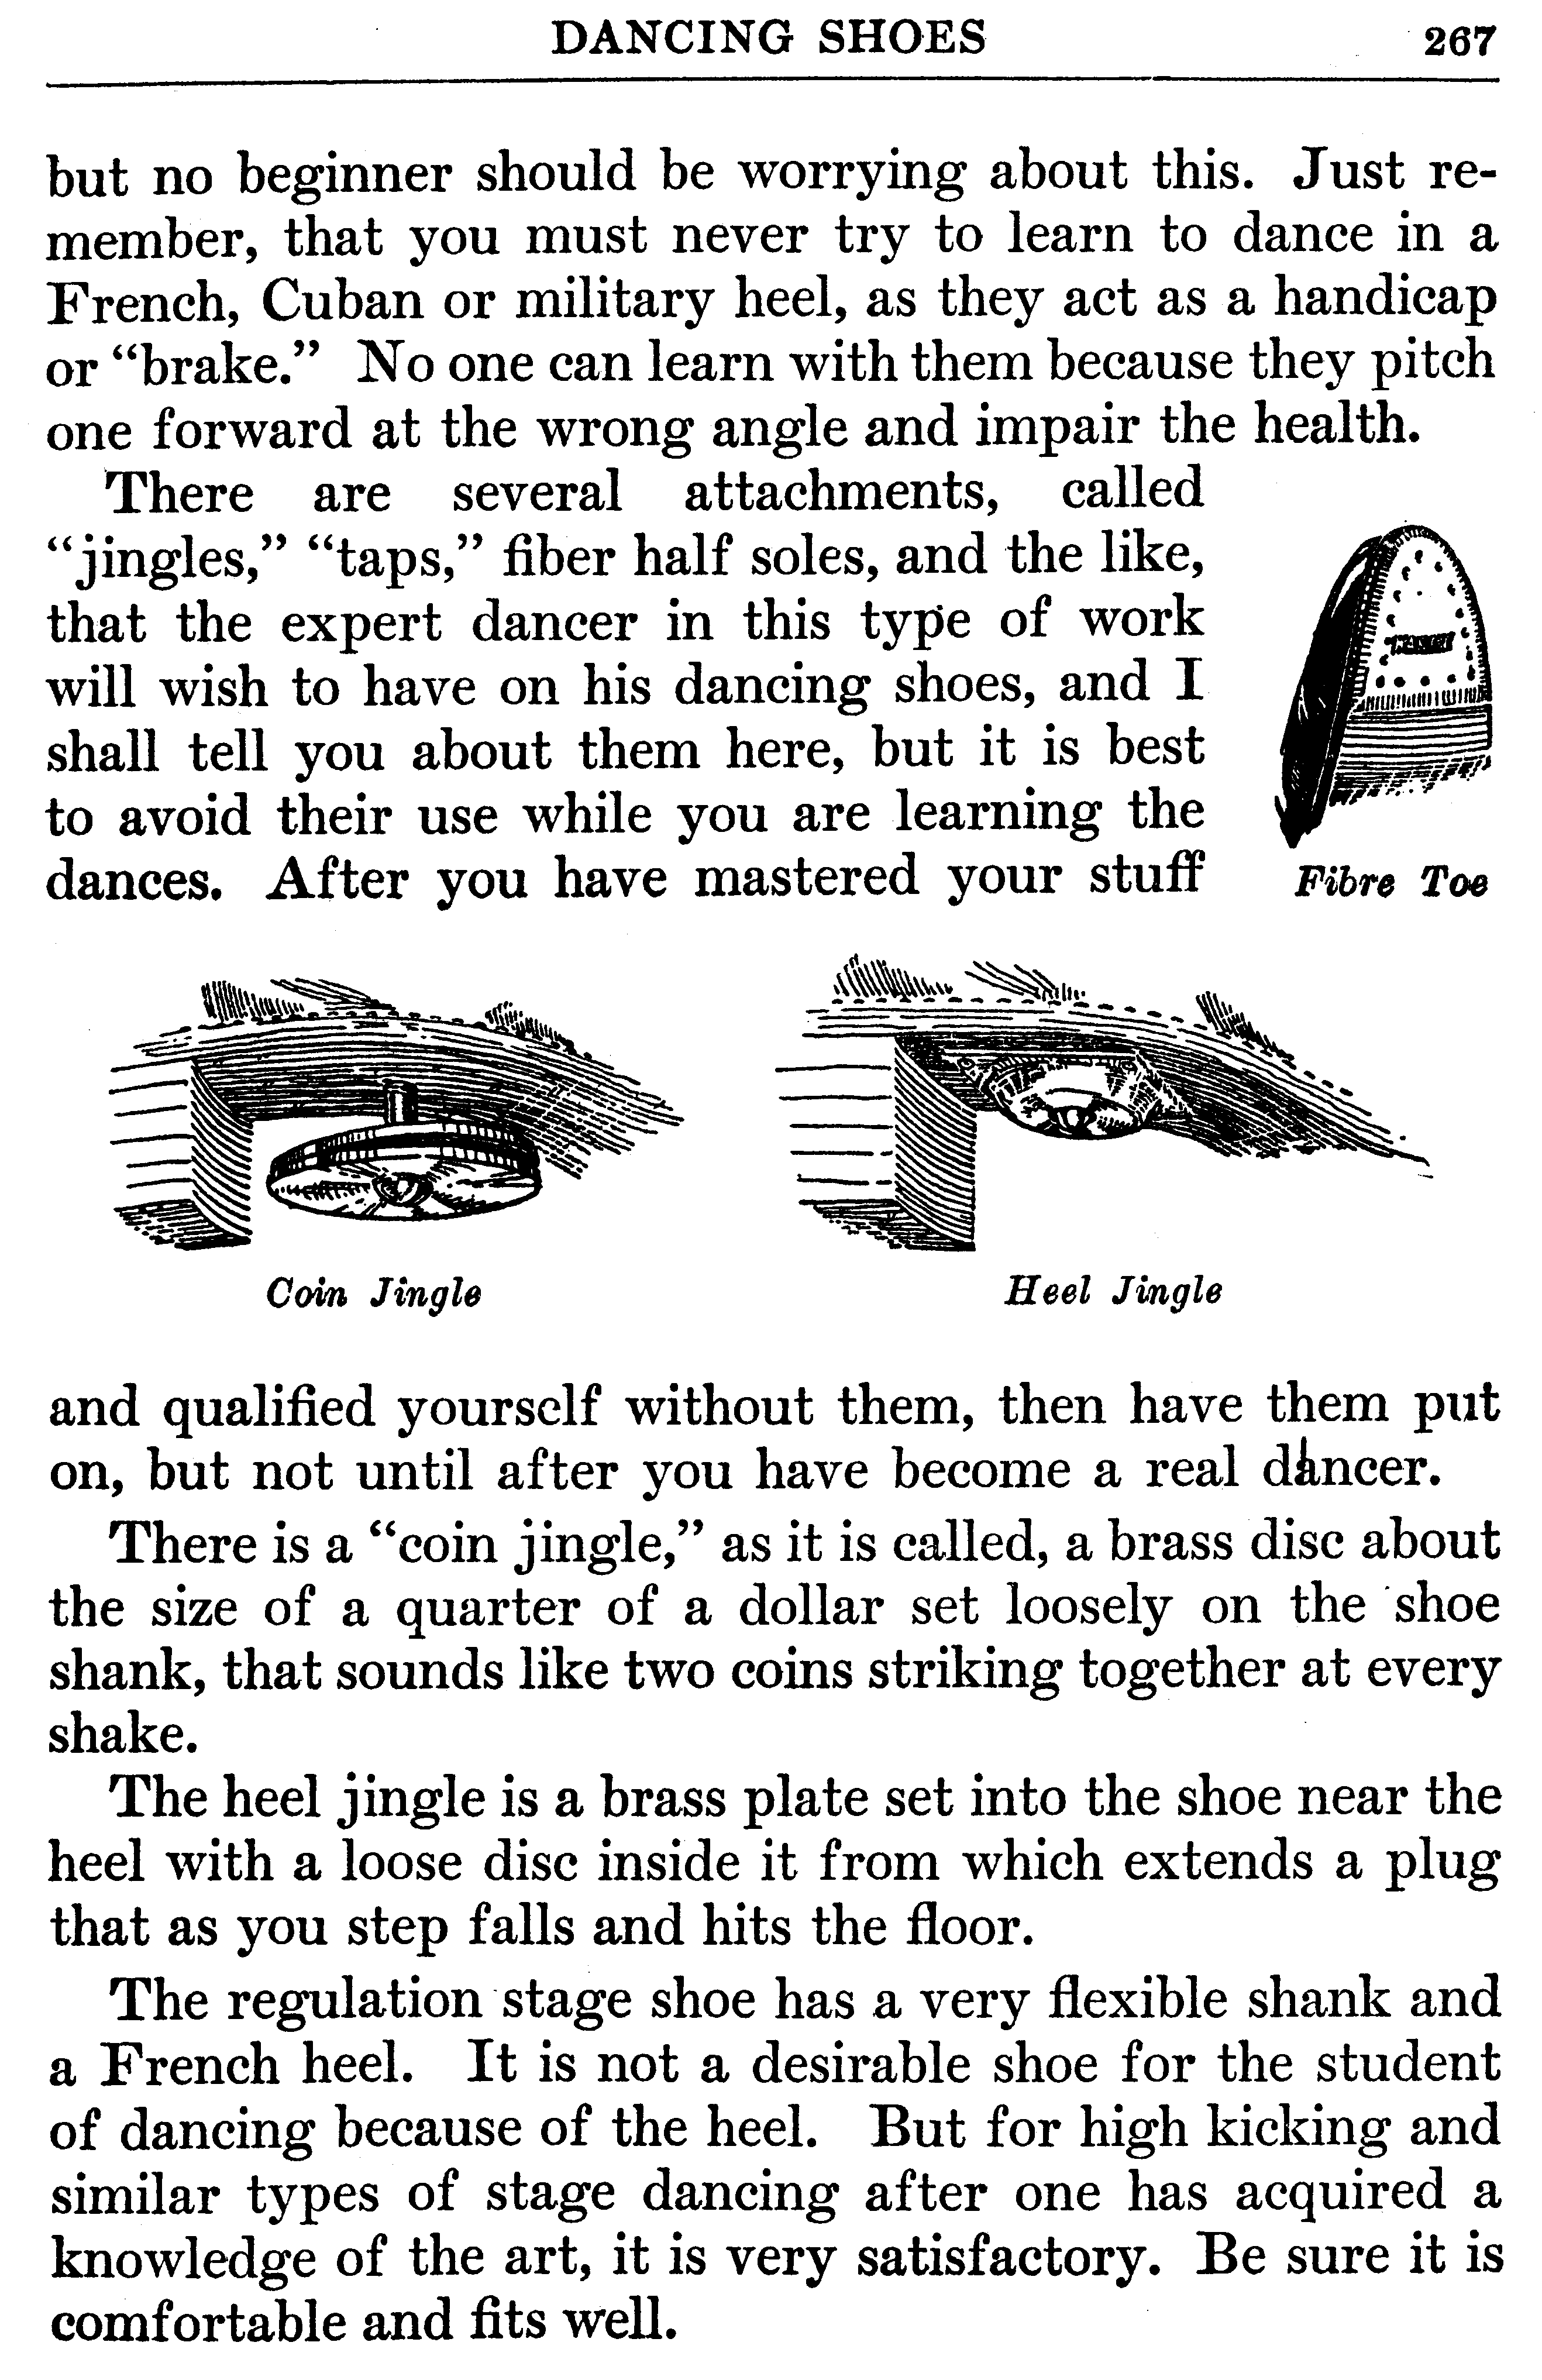 DANCING SHOES 267
but no beginner should be worrying about this. Just re-
member, that you must never try to learn to dance in a
French, Cuban or military heel, as they act as a handicap
or “brake.” No one can learn with them because they pitch
one forward at the wrong angle and impair the health.
There are several attachments, called
“jingles,” “taps,” fiber half soles, and the like,
that the expert dancer in this type of work
will wish to have on his dancing shoes, and I
shall tell you about them here, but it is best
to avoid their use while you are learning the
dances. After you have mastered your stuff
Fibre Toe
Coin Jingle
Heel Jingle
and qualified yourself without them, then have them put
on, but not until after you have become a real dancer.
There is a “coin jingle,” as it is called, a brass disc about
the size of a quarter of a dollar set loosely on the shoe
shank, that sounds like two coins striking together at every
shake.
The heel jingle is a brass plate set into the shoe near the
heel with a loose disc inside it from which extends a plug
that as you step falls and hits the floor.
The regulation stage shoe has a very flexible shank and
a French heel. It is not a desirable shoe for the student
of dancing because of the heel. But for high kicking and
similar types of stage dancing after one has acquired a
knowledge of the art, it is very satisfactory. Be sure it is
comfortable and fits well.